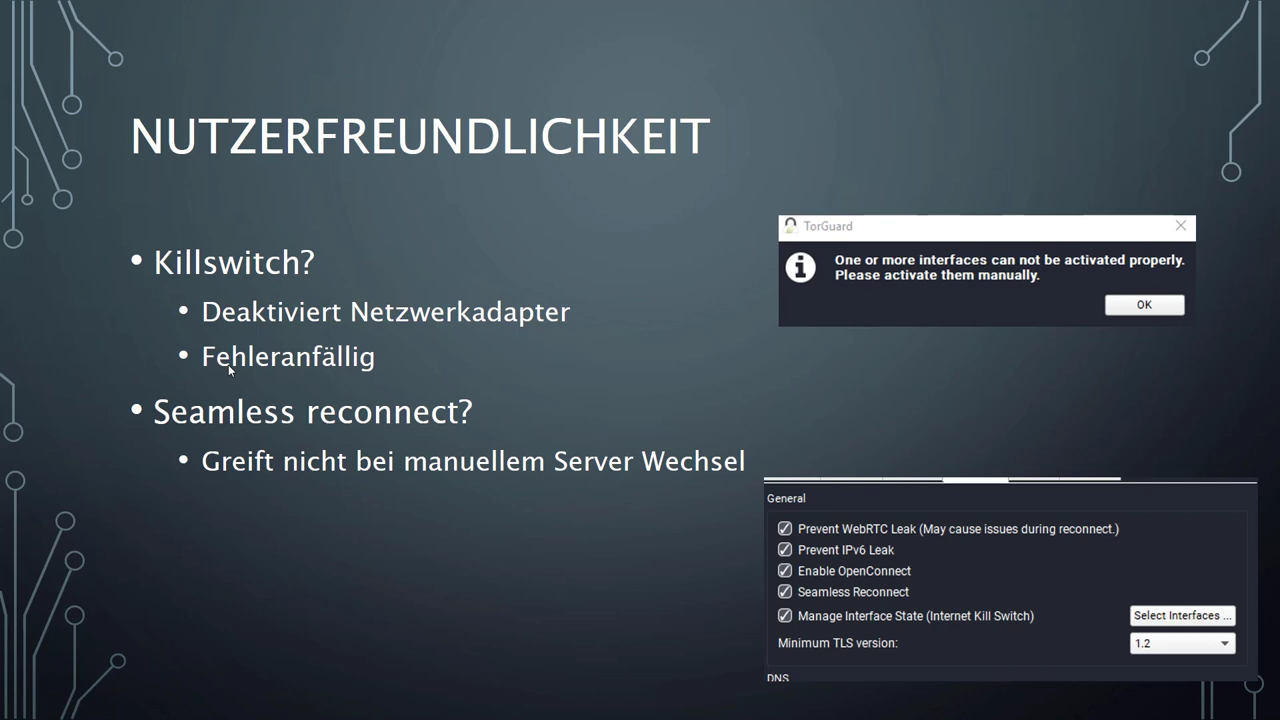 NUTZERFREUNDLICHKEIT
• Killswitch?
• Deaktiviert Netzwerkadapter
• Fehleranfällig
• Seamless reconnect?
• Greift nicht bei manuellem Server Wechsel
TorGuard
One or more interfaces can not be activated properly.
Please activate them manually.
OK
General
Prevent WebRTC Leak (May cause issues during reconnect.)
Prevent IPv6 Leak
Enable OpenConnect
Seamless Reconnect
Manage Interface State (Internet Kill Switch) Select Interfaces ...
Minimum TLS version: 1.2
DNS